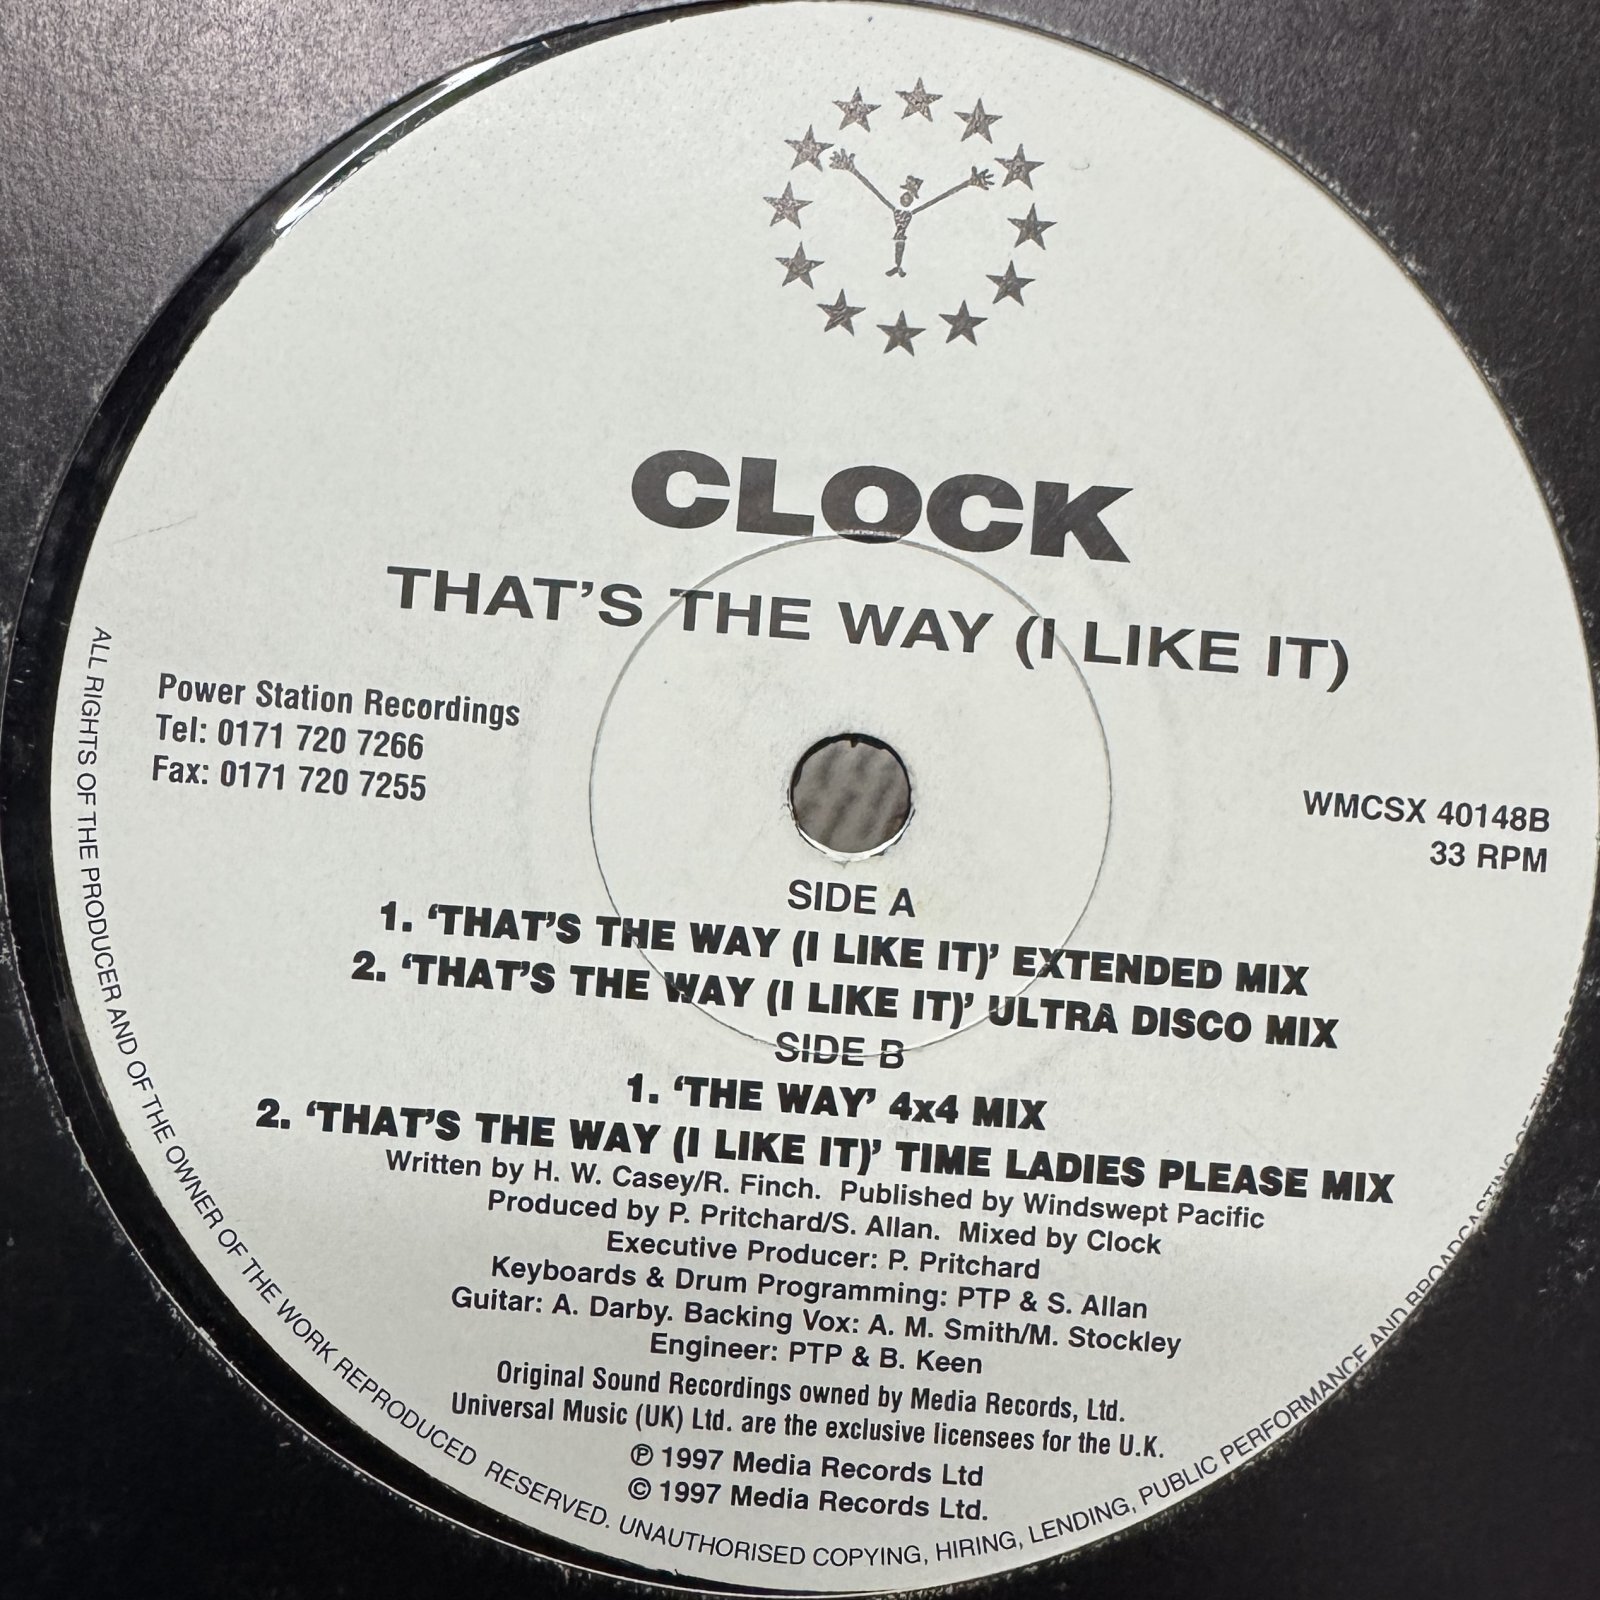 CLOCK
THAT'S THE WAY (I LIKE IT)
Power Station Recordings
Tel: 0171 720 7266
Fax: 0171 720 7255
WMCSX 40148B
33 RPM
SIDE A
1. ‘THAT’S THE WAY (I LIKE IT)’ EXTENDED MIX
2. ‘THAT’S THE WAY (I LIKE IT)’ ULTRA DISCO MIX
SIDE B
1. ‘THE WAY’ 4x4 MIX
2. ‘THAT’S THE WAY (I LIKE IT)’ TIME LADIES PLEASE MIX
Written by H. W. Casey/R. Finch. Published by Windswept Pacific
Produced by P. Pritchard/S. Allan. Mixed by Clock
Executive Producer: P. Pritchard
Keyboards & Drum Programming: PTP & S. Allan
Guitar: A. Darby. Backing Vox: A. M. Smith/M. Stockley
Engineer: PTP & B. Keen
Original Sound Recordings owned by Media Records, Ltd.
Universal Music (UK) Ltd. are the exclusive licensees for the U.K.
℗ 1997 Media Records Ltd
© 1997 Media Records Ltd.
ALL RIGHTS OF THE PRODUCER AND OF THE OWNER OF THE WORK REPRODUCED RESERVED. UNAUTHORISED COPYING, HIRING, LENDING, PUBLIC PERFORMANCE AND BROADCASTING OF